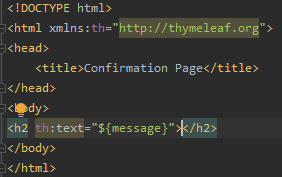 <!DOCTYPE html>
<html xmlns:th="http://thymeleaf.org">
<head>
<title>Confirmation Page</title>
</head>
<body>
<h2 th:text="${message}"></h2>
</body>
</html>